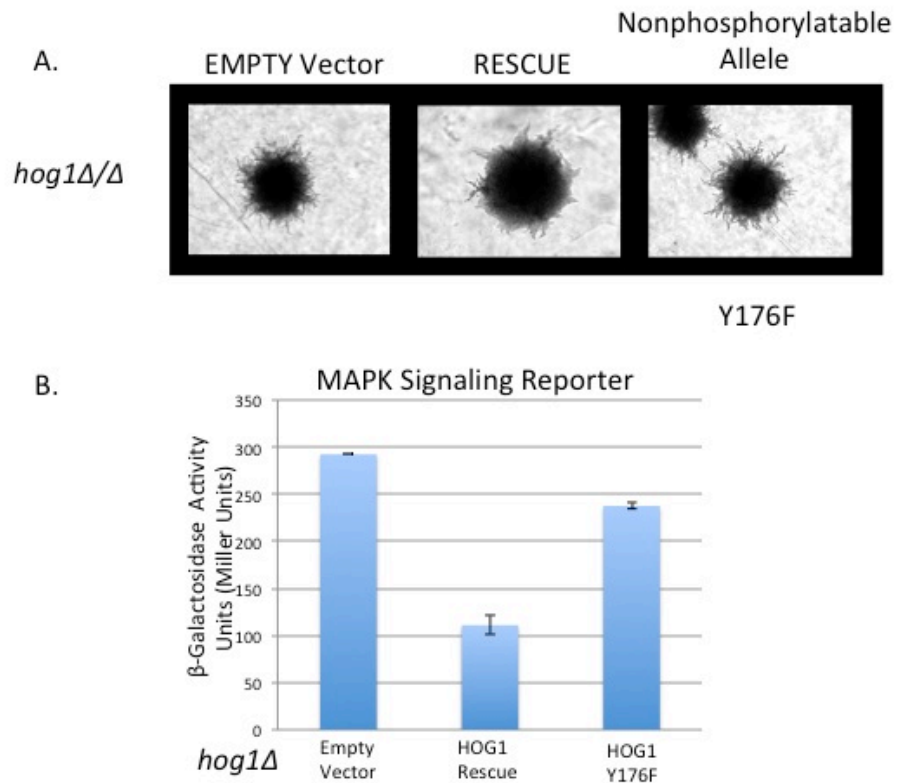 A.
EMPTY Vector
RESCUE
Nonphosphorylatable
Allele
hog1Δ/Δ
Y176F
B.
MAPK Signaling Reporter
β-Galactosidase Activity
Units (Miller Units)
350
300
250
200
150
100
50
0
hog1Δ
Empty
Vector
HOG1
Rescue
HOG1
Y176F